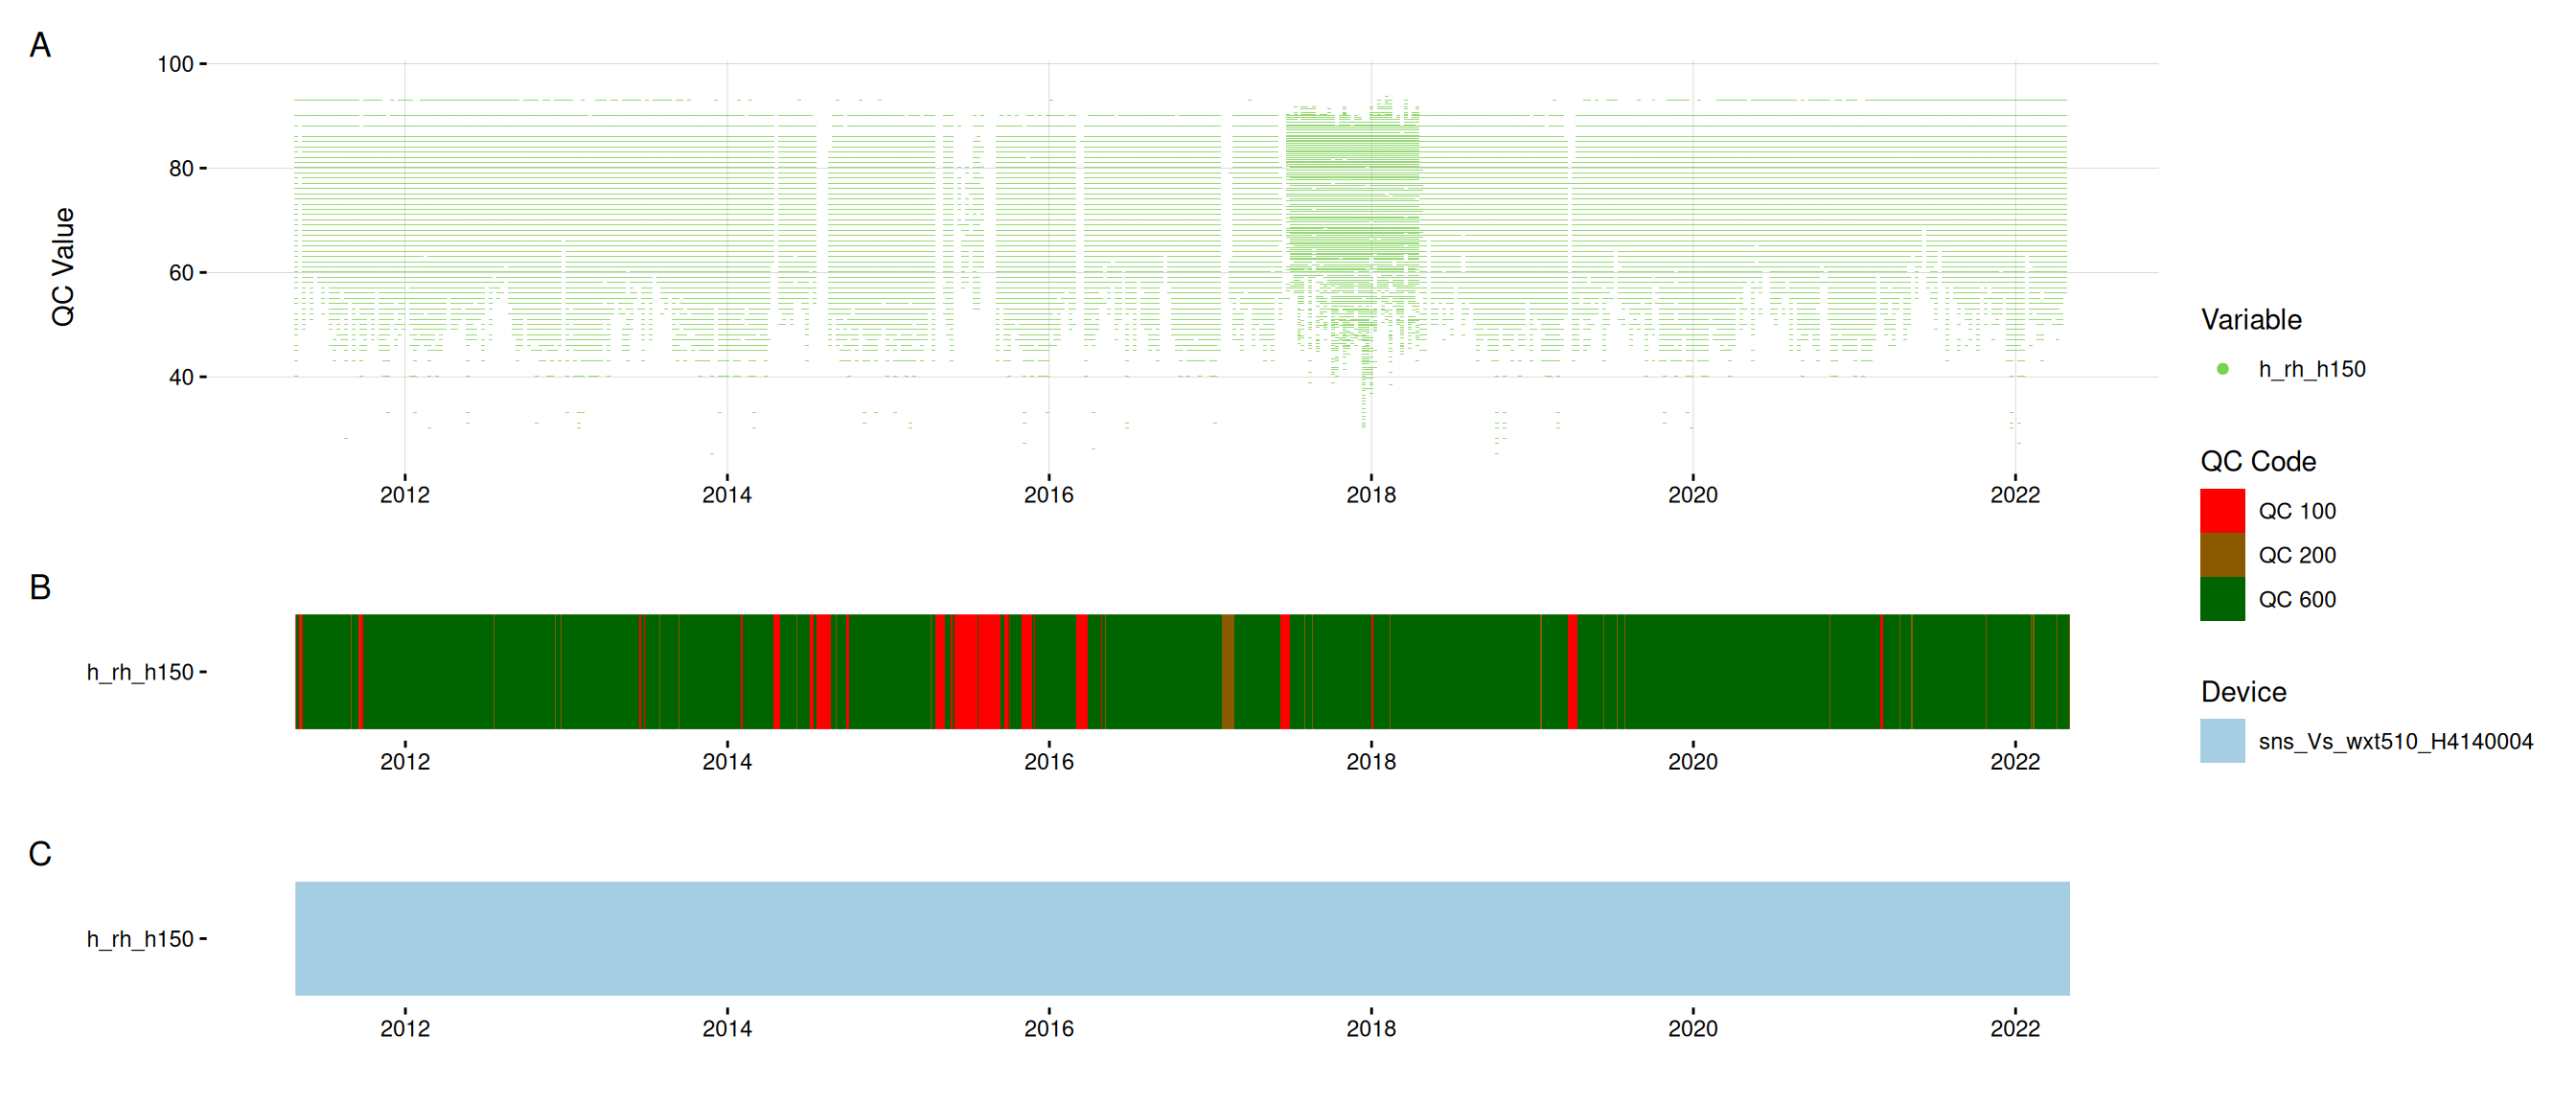 A
100
80
60
40
QC Value
2012 2014 2016 2018 2020 2022
B
h_rh_h150
2012 2014 2016 2018 2020 2022
C
h_rh_h150
2012 2014 2016 2018 2020 2022
Variable
h_rh_h150
QC Code
QC 100
QC 200
QC 600
Device
sns_Vs_wxt510_H4140004